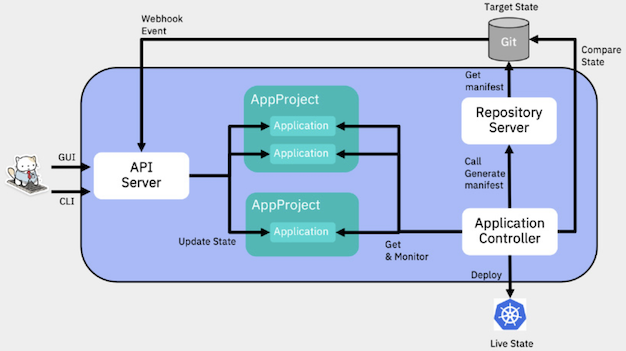 Target State
Webhook
Event
Git
Compare
State
Get
manifest
AppProject
Application
Application
Repository
Server
GUI
API
Server
CLI
Call
Generate
manifest
AppProject
Application
Update State
Get
& Monitor
Application
Controller
Deploy
Live State